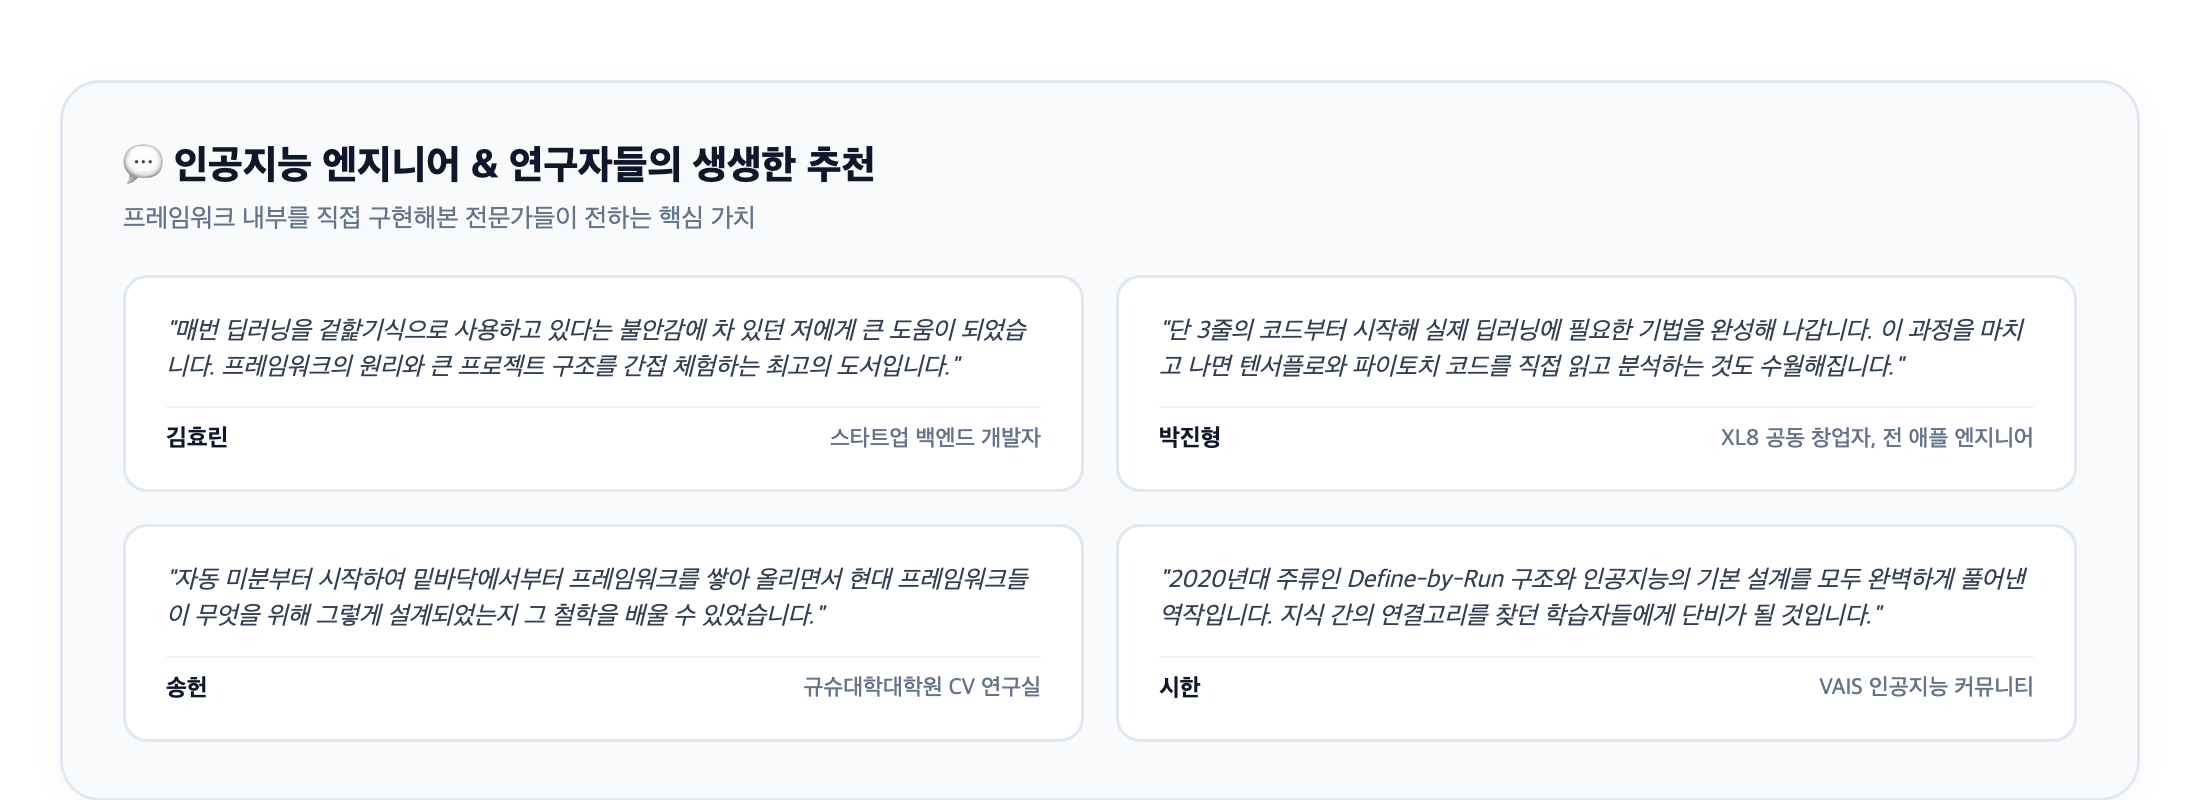 💬 인공지능 엔지니어 & 연구자들의 생생한 추천
프레임워크 내부를 직접 구현해본 전문가들이 전하는 핵심 가치
"매번 딥러닝을 겉핥기식으로 사용하고 있다는 불안감에 차 있던 저에게 큰 도움이 되었습
니다. 프레임워크의 원리와 큰 프로젝트 구조를 간접 체험하는 최고의 도서입니다."
김효린
스타트업 백엔드 개발자
"단 3줄의 코드부터 시작해 실제 딥러닝에 필요한 기법을 완성해 나갑니다. 이 과정을 마치
고 나면 텐서플로와 파이토치 코드를 직접 읽고 분석하는 것도 수월해집니다."
박진형
XL8 공동 창업자, 전 애플 엔지니어
"자동 미분부터 시작하여 밑바닥에서부터 프레임워크를 쌓아 올리면서 현대 프레임워크들
이 무엇을 위해 그렇게 설계되었는지 그 철학을 배울 수 있었습니다."
송헌
규슈대학대학원 CV 연구실
"2020년대 주류인 Define-by-Run 구조와 인공지능의 기본 설계를 모두 완벽하게 풀어낸
역작입니다. 지식 간의 연결고리를 찾던 학습자들에게 단비가 될 것입니다."
시한
VAIS 인공지능 커뮤니티